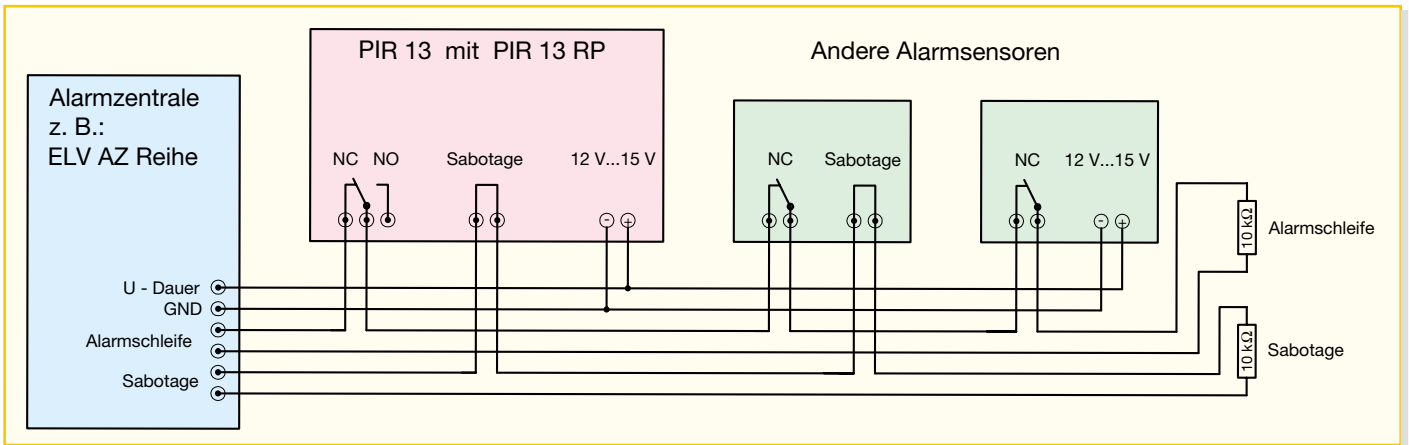 PIR 13 mit PIR 13 RP
Andere Alarmsensoren
Alarmzentrale
z. B.:
ELV AZ Reihe
NC NO Sabotage 12 V...15 V
NC Sabotage
NC 12 V...15 V
- +
- +
10 kΩ
Alarmschleife
U - Dauer
GND
Alarmschleife
Sabotage
10 kΩ
Sabotage